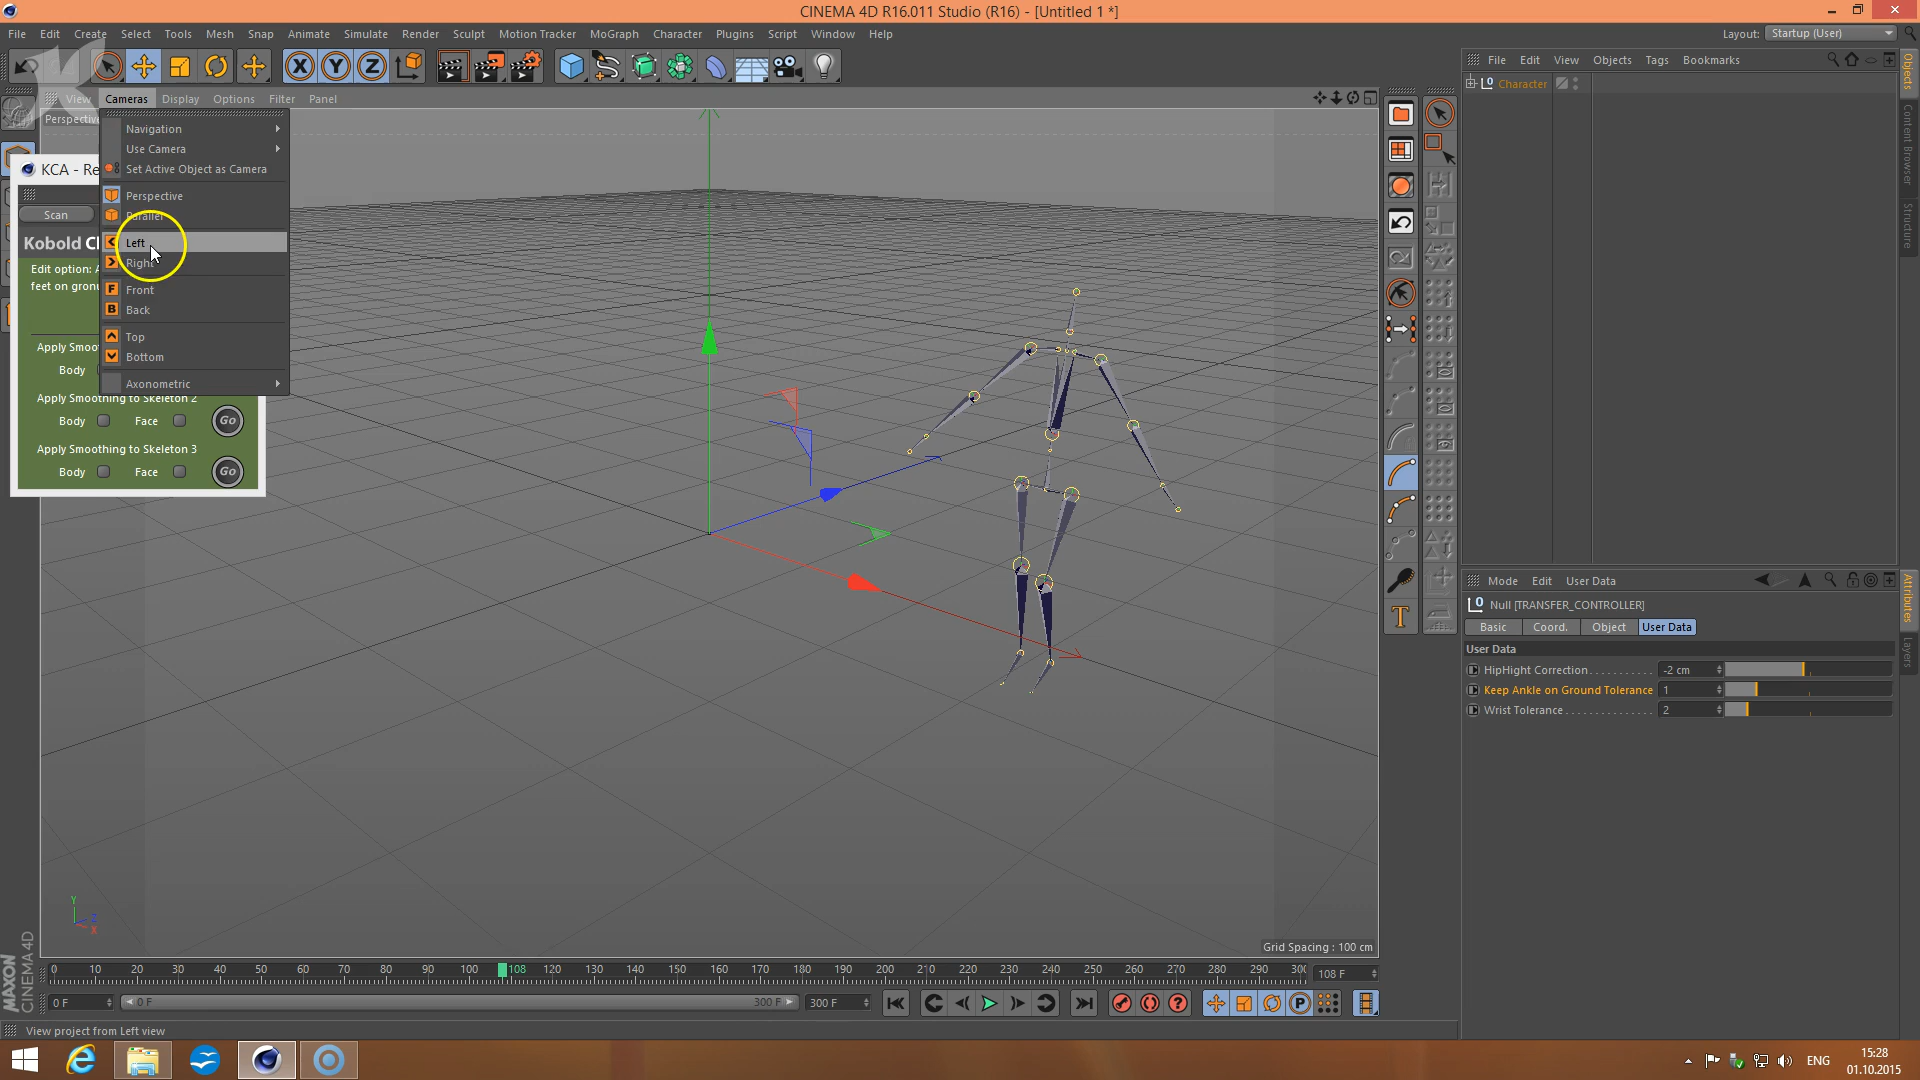 CINEMA 4D R16.011 Studio (R16) - [Untitled 1 *]
File Edit Create Select Tools Mesh Snap Animate Simulate Render Sculpt Motion Tracker MoGraph Character Plugins Script Window Help
Layout: Startup (User)
File Edit View Objects Tags Bookmarks
Character
Objects
Content Browser
Structure
View Cameras Display Options Filter Panel
Perspective
Navigation
Use Camera
Set Active Object as Camera
Perspective
Parallel
Left
Right
Front
Back
Top
Bottom
Axonometric
KCA - Re
Scan
Kobold Cl
Edit option: A
feet on gronu
Apply Smoo
Body
Apply Smoothing to Skeleton 2
Body Face Go
Apply Smoothing to Skeleton 3
Body Face Go
Y
Z
X
Grid Spacing : 100 cm
Mode Edit User Data
Null [TRANSFER_CONTROLLER]
Basic Coord. Object User Data
User Data
HipHight Correction -2 cm
Keep Ankle on Ground Tolerance 1
Wrist Tolerance 2
Attributes
Layers
0 10 20 30 40 50 60 70 80 90 100 108 120 130 140 150 160 170 180 190 200 210 220 230 240 250 260 270 280 290 30 108 F
0 F 0 F 300 F 300 F
MAXON
CINEMA 4D
View project from Left view
ENG
15:28
01.10.2015